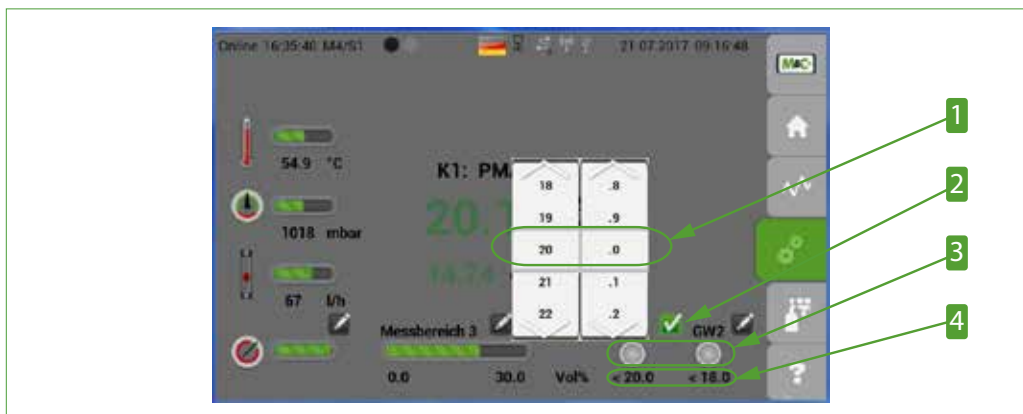 Online 16:35:40 M4/S1 21.07.2017 09:16:48
M&C
1
54.9 °C
K1: PM
18 .8
2
19 .9
20.
1018 mbar
20 .0
3
21 .1
67 l/h
22 .2
4
Messbereich 3
GW2
0.0 30.0 Vol% < 20.0 < 18.0
?